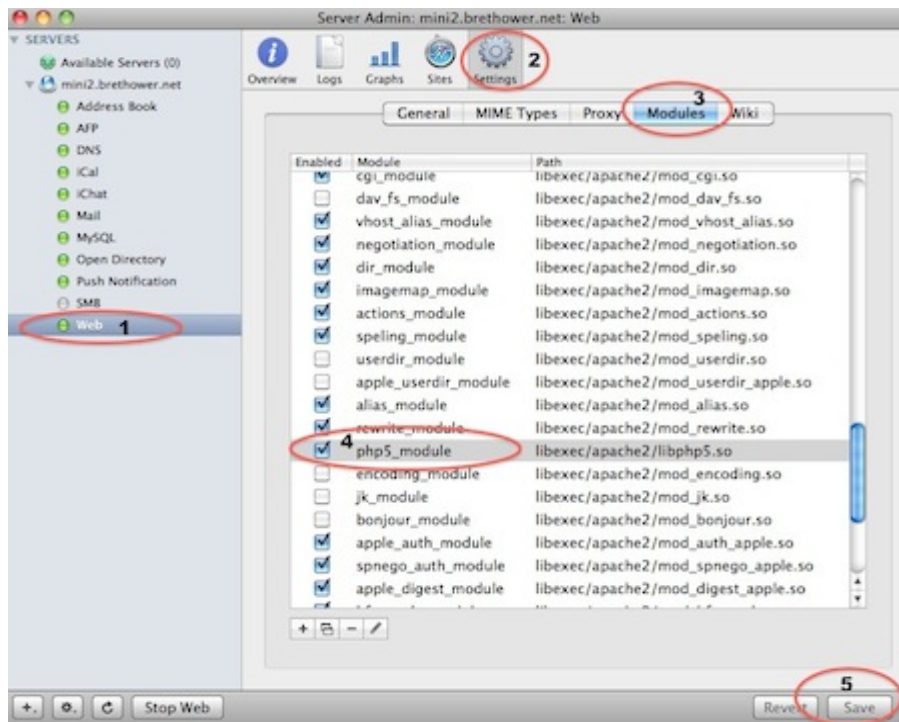 Server Admin: mini2.brethower.net: Web
SERVERS
Available Servers (0)
mini2.brethower.net
Address Book
AFP
DNS
iCal
iChat
Mail
MySQL
Open Directory
Push Notification
SMB
Web 1
Overview
Logs
Graphs
Sites
Settings
2
General
MIME Types
Proxy
Modules
3
Wiki
Enabled Module Path
cgi_module libexec/apache2/mod_cgi.so
dav_fs_module libexec/apache2/mod_dav_fs.so
vhost_alias_module libexec/apache2/mod_vhost_alias.so
negotiation_module libexec/apache2/mod_negotiation.so
dir_module libexec/apache2/mod_dir.so
imagemap_module libexec/apache2/mod_imagemap.so
actions_module libexec/apache2/mod_actions.so
speling_module libexec/apache2/mod_speling.so
userdir_module libexec/apache2/mod_userdir.so
apple_userdir_module libexec/apache2/mod_userdir_apple.so
alias_module libexec/apache2/mod_alias.so
rewrite_module libexec/apache2/mod_rewrite.so
4 php5_module libexec/apache2/libphp5.so
encoding_module libexec/apache2/mod_encoding.so
jk_module libexec/apache2/mod_jk.so
bonjour_module libexec/apache2/mod_bonjour.so
apple_auth_module libexec/apache2/mod_auth_apple.so
spnego_auth_module libexec/apache2/mod_spnego_apple.so
apple_digest_module libexec/apache2/mod_digest_apple.so
Stop Web
Revert
5
Save